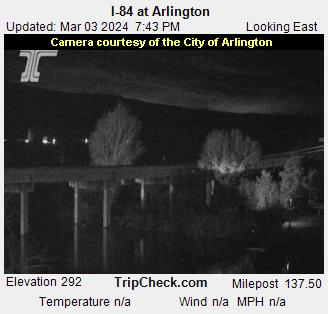 I-84 at Arlington
Updated: Mar 03 2024 7:43 PM Looking East
Camera courtesy of the City of Arlington
Elevation 292 TripCheck.com Milepost 137.50
Temperature n/a Wind n/a MPH n/a